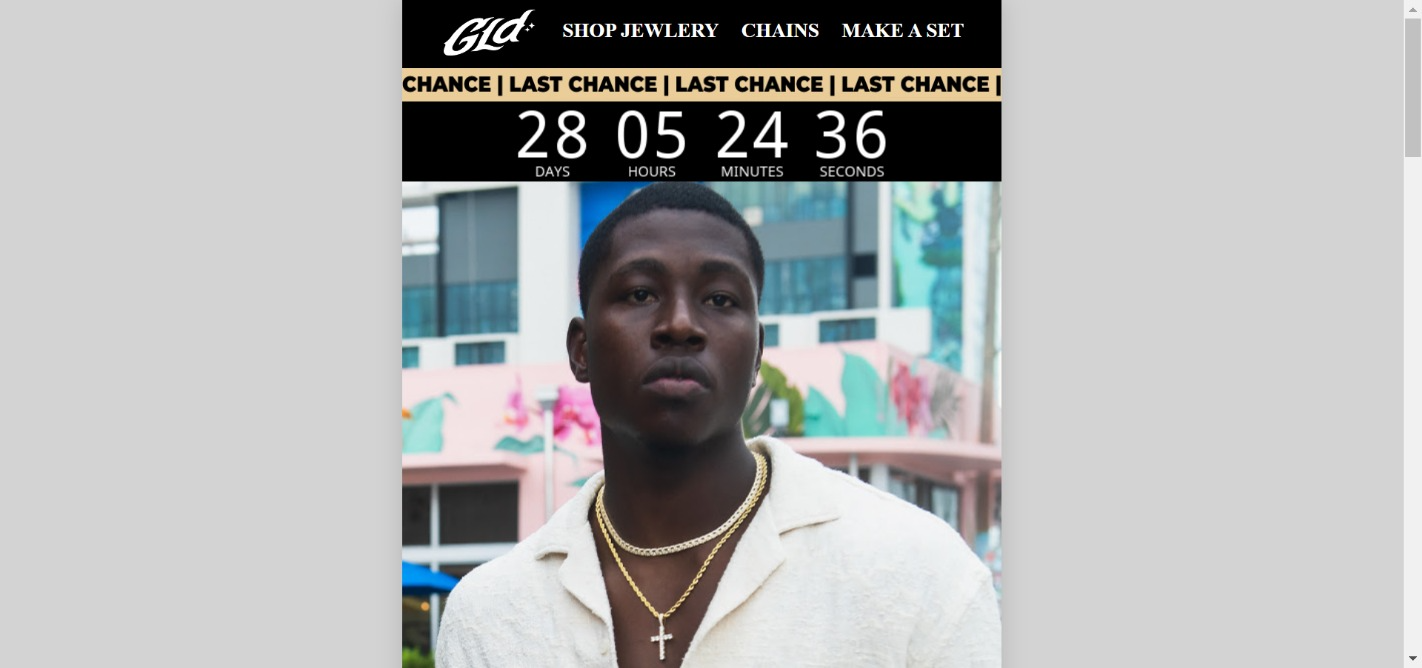 GLd SHOP JEWLERY CHAINS MAKE A SET
CHANCE | LAST CHANCE | LAST CHANCE | LAST CHANCE |
28 05 24 36
DAYS HOURS MINUTES SECONDS